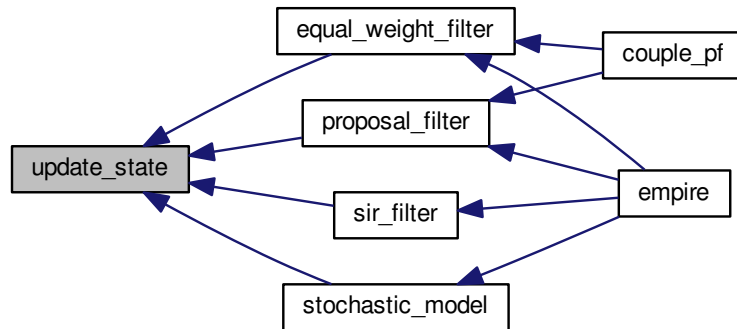 equal_weight_filter
couple_pf
proposal_filter
update_state
empire
sir_filter
stochastic_model